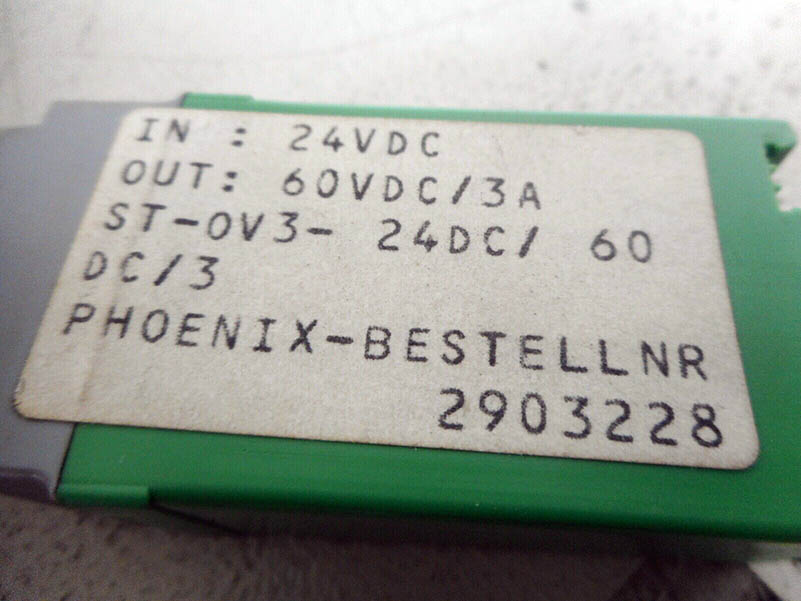 IN : 24VDC
OUT: 60VDC/3A
ST-OV3- 24DC/ 60
DC/3
PHOENIX-BESTELLNR
2903228